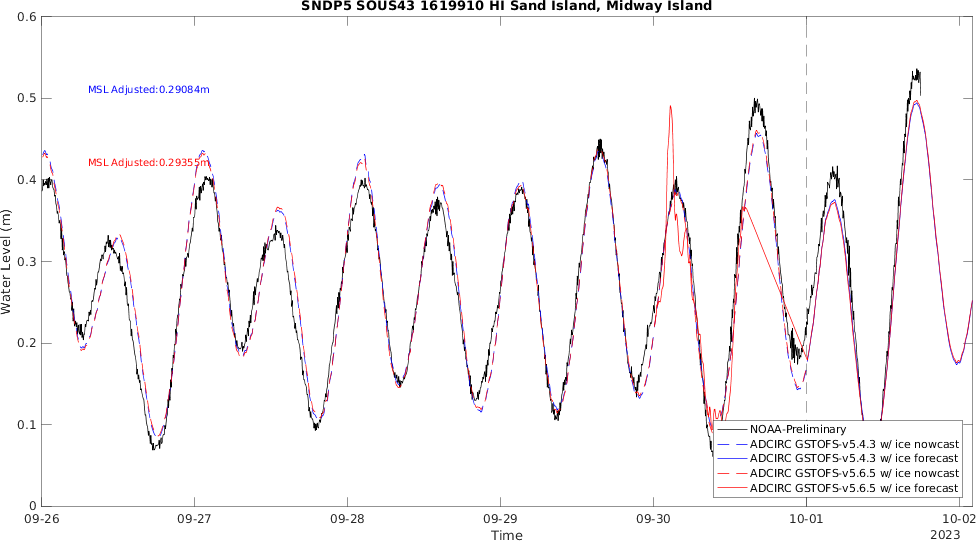 SNDP5 SOUS43 1619910 HI Sand Island, Midway Island
0.6
0.5
0.4
0.3
0.2
0.1
0
Water Level (m)
MSL Adjusted:0.29084m
MSL Adjusted:0.29355m
NOAA-Preliminary
ADCIRC GSTOFS-v5.4.3 w/ ice nowcast
ADCIRC GSTOFS-v5.4.3 w/ ice forecast
ADCIRC GSTOFS-v5.6.5 w/ ice nowcast
ADCIRC GSTOFS-v5.6.5 w/ ice forecast
09-26 09-27 09-28 09-29 09-30 10-01 10-02
Time
2023